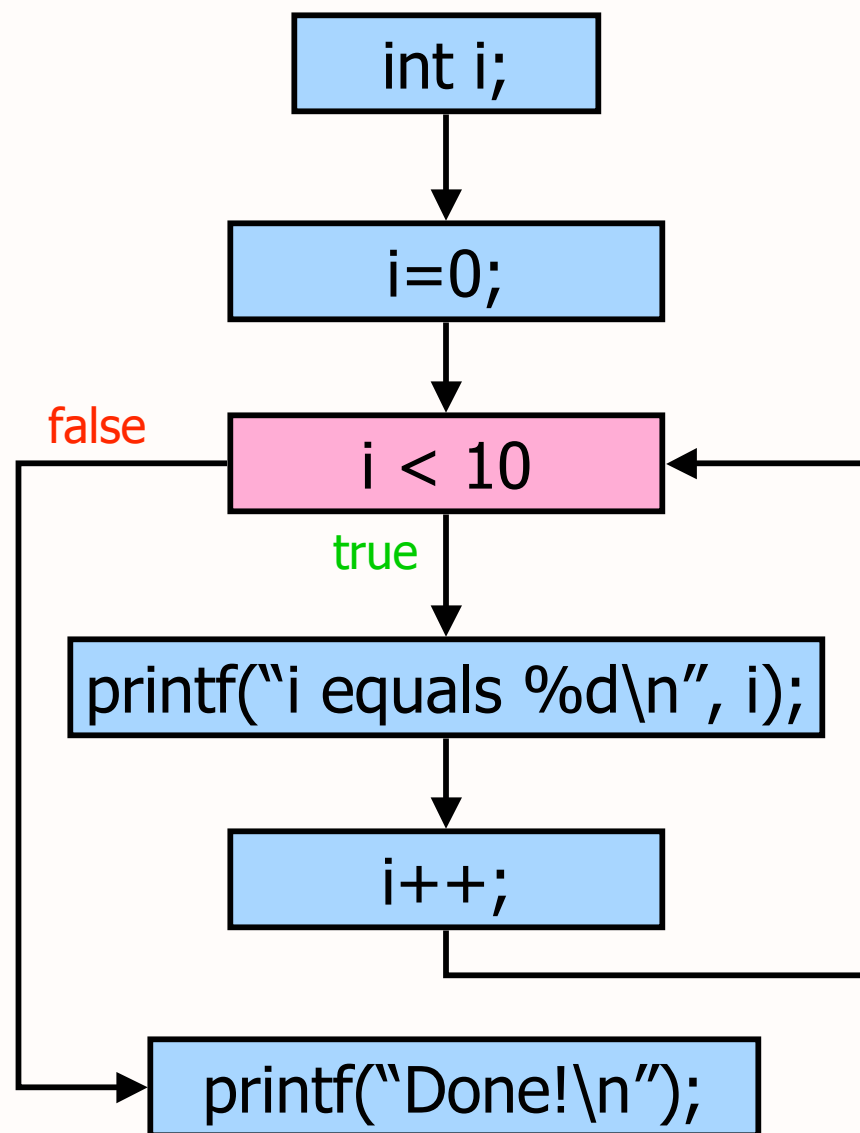 int i;
i=0;
false
i < 10
true
printf(“i equals %d\n”, i);
i++;
printf(“Done!\n”);